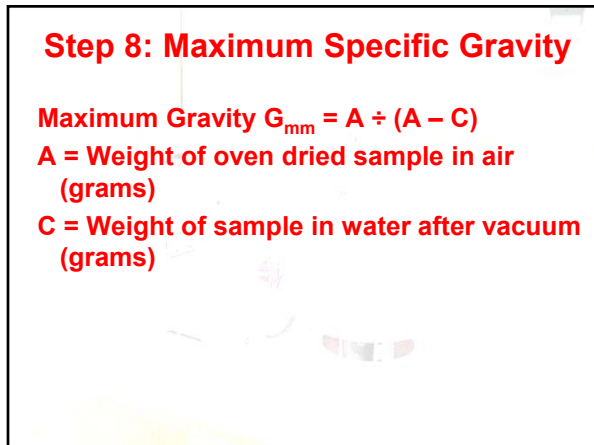 Step 8: Maximum Specific Gravity
Maximum Gravity Gmm = A ÷ (A – C)
A = Weight of oven dried sample in air
(grams)
C = Weight of sample in water after vacuum
(grams)